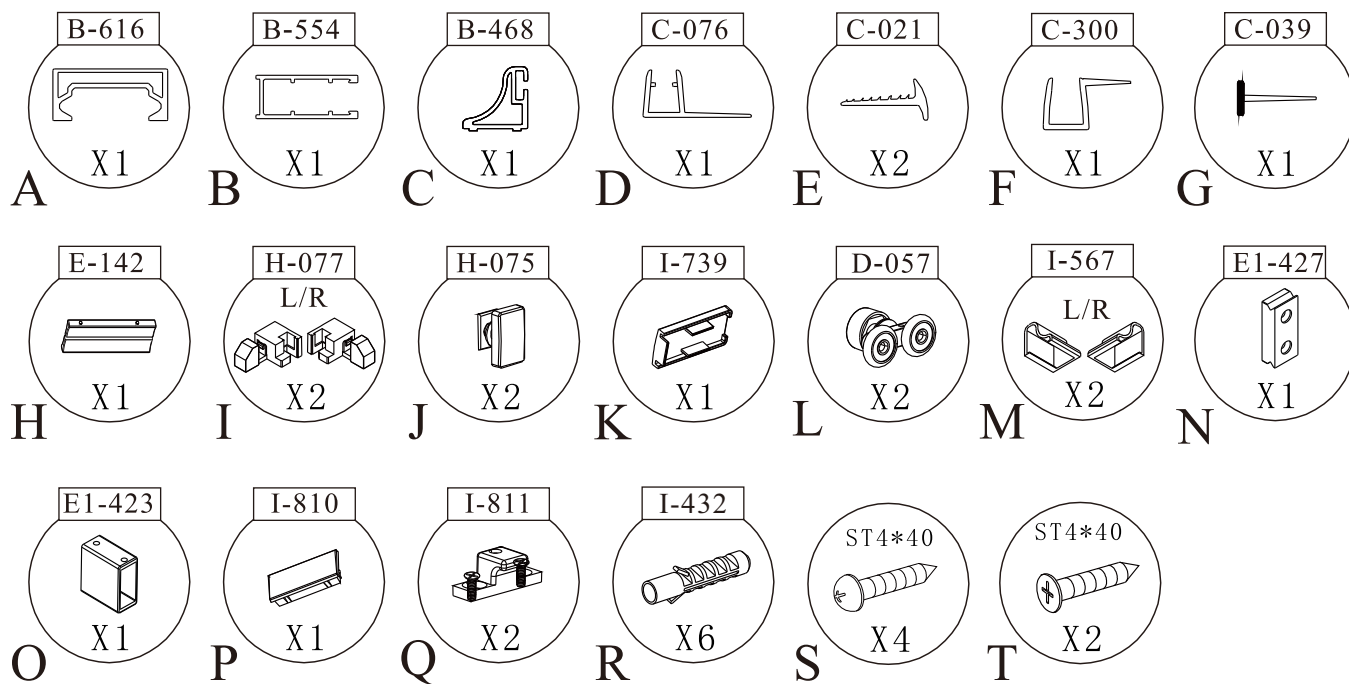 B-616 B-554 B-468 C-076 C-021 C-300 C-039
X1 X1 X1 X1 X2 X1 X1
A B C D E F G
E-142 H-077 H-075 I-739 D-057 I-567 E1-427
L/R L/R
X1 X2 X2 X1 X2 X2 X1
H I J K L M N
E1-423 I-810 I-811 I-432
ST4*40 ST4*40
X1 X1 X2 X6 X4 X2
O P Q R S T